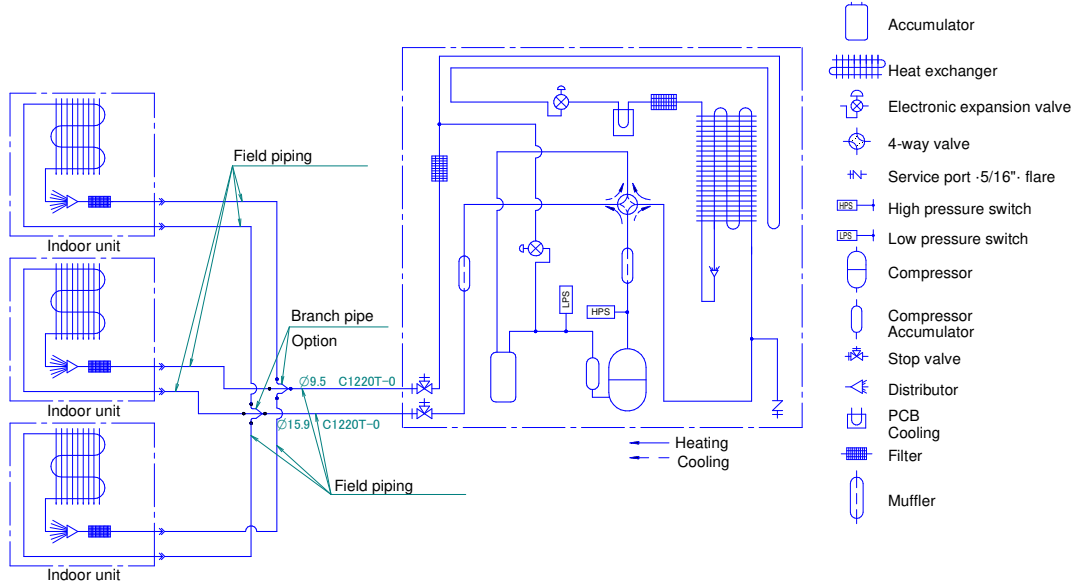 Accumulator
Heat exchanger
Electronic expansion valve
4-way valve
Service port ·5/16"· flare
HPS
High pressure switch
LPS
Low pressure switch
Compressor
Compressor
Accumulator
Stop valve
Distributor
PCB
Cooling
Filter
Muffler
Field piping
Indoor unit
Indoor unit
Indoor unit
Branch pipe
Option
∅9.5 C1220T-0
∅15.9 C1220T-0
Field piping
LPS
HPS
Heating
Cooling